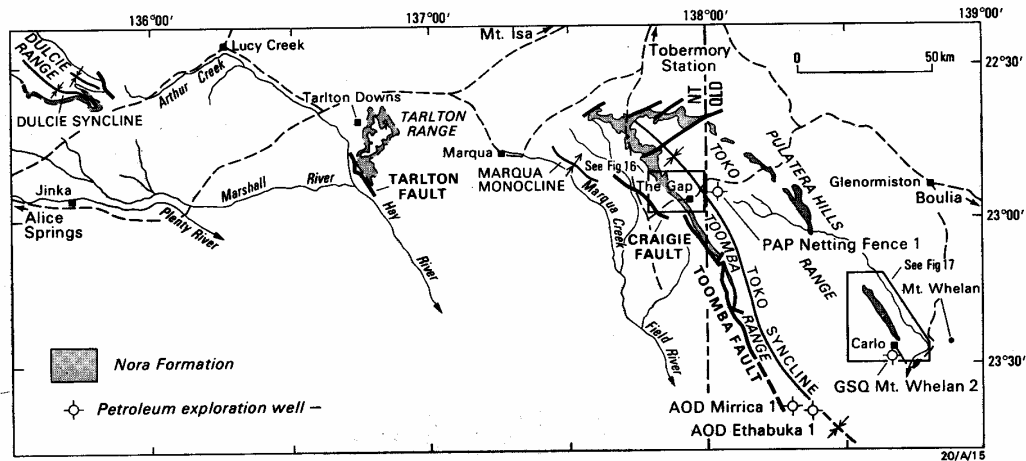 136°00'
137°00'
138°00'
139°00'
22°30'
23°00'
23°30'
DULCIE
RANGE
DULCIE SYNCLINE
Lucy Creek
Arthur Creek
Tarlton Downs
TARLTON
RANGE
TARLTON
FAULT
Jinka
Alice
Springs
Plenty River
Marshall River
Hay
River
Mt. Isa
Marqua
MARQUA
MONOCLINE
Marqua Creek
Field River
Tobermory
Station
NT
QLD
0 50 km
See Fig 16
The Gap
CRAIGIE
FAULT
PAP Netting Fence 1
TOKO
RANGE
PULATERA HILLS
Glenormiston
Boulia
TOOMBA
RANGE
TOOMBA FAULT
TOKO
SYNCLINE
See Fig 17
Mt. Whelan
Carlo
GSQ Mt. Whelan 2
AOD Mirrica 1
AOD Ethabuka 1
Nora Formation
Petroleum exploration well –
20/A/15